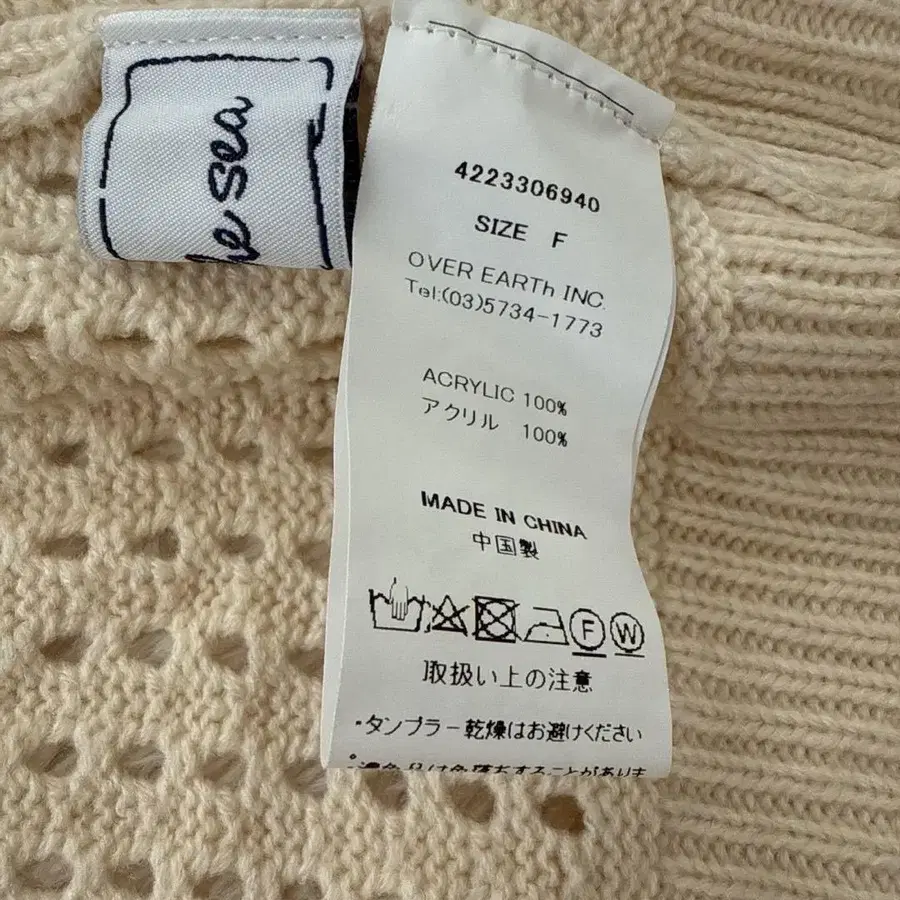 he sea
4223306940
SIZE F
OVER EARTh INC.
Tel:(03)5734-1773
ACRYLIC 100%
アクリル 100%
MADE IN CHINA
中国製
F W
取扱い上の注意
・タンブラー乾燥はお避けください